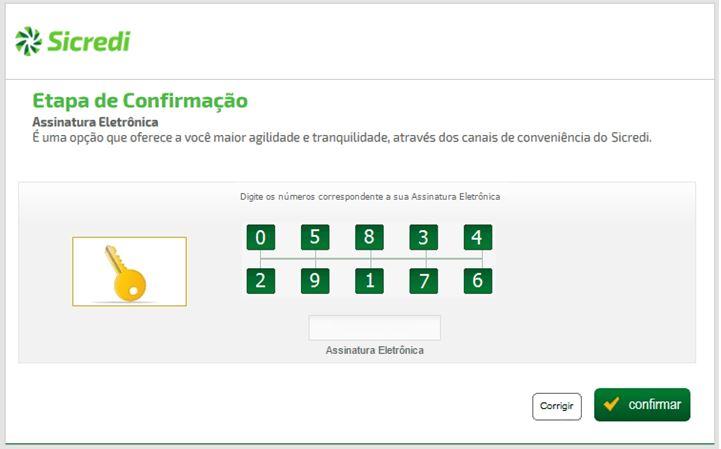 Sicredi
Etapa de Confirmação
Assinatura Eletrônica
É uma opção que oferece a você maior agilidade e tranquilidade, através dos canais de conveniência do Sicredi.
Digite os números correspondente a sua Assinatura Eletrônica
0 5 8 3 4
2 9 1 7 6
Assinatura Eletrônica
Corrigir confirmar